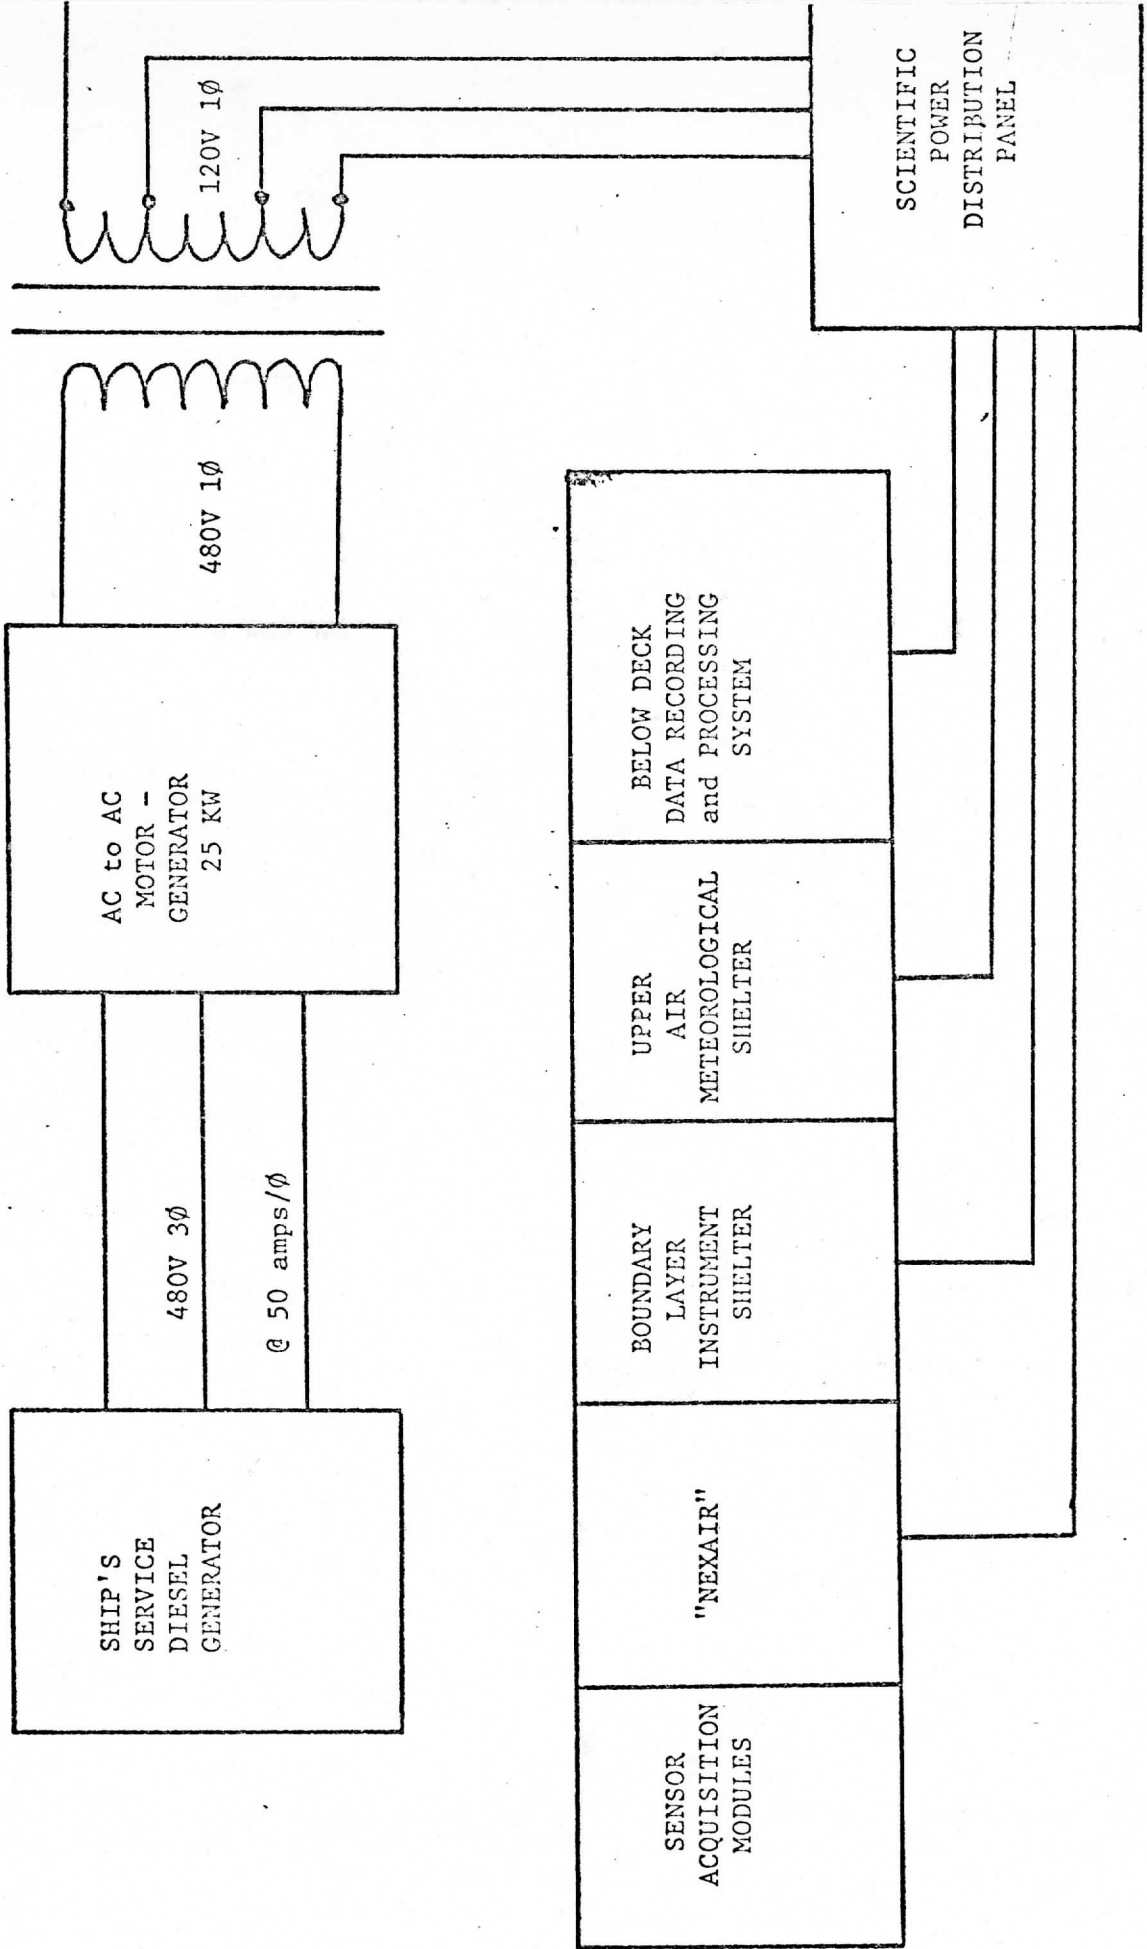 SHIP'S
SERVICE
DIESEL
GENERATOR
480V 3Ø
@ 50 amps/Ø
AC to AC
MOTOR –
GENERATOR
25 KW
480V 1Ø
120V 1Ø
SENSOR
ACQUISITION
MODULES
"NEXAIR"
BOUNDARY
LAYER
INSTRUMENT
SHELTER
UPPER
AIR
METEOROLOGICAL
SHELTER
BELOW DECK
DATA RECORDING
and PROCESSING
SYSTEM
SCIENTIFIC
POWER
DISTRIBUTION
PANEL